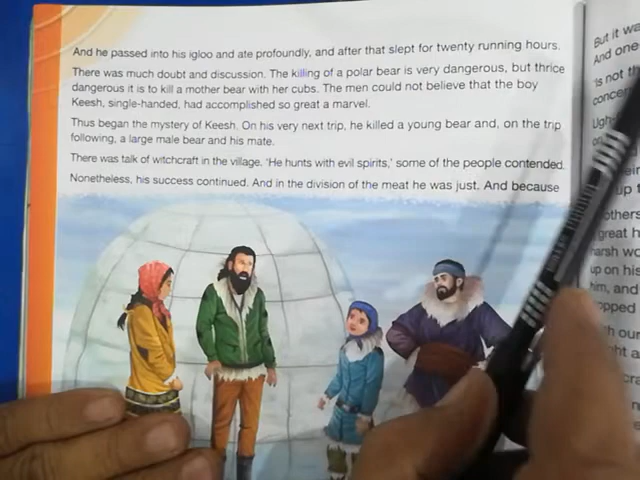 And he passed into his igloo and ate profoundly, and after that slept for twenty running hours.
There was much doubt and discussion. The killing of a polar bear is very dangerous, but thrice
dangerous it is to kill a mother bear with her cubs. The men could not believe that the boy
Keesh, single-handed, had accomplished so great a marvel.
Thus began the mystery of Keesh. On his very next trip, he killed a young bear and, on the trip
following, a large male bear and his mate.
There was talk of witchcraft in the village. 'He hunts with evil spirits,' some of the people contended.
Nonetheless, his success continued. And in the division of the meat he was just. And because
But it wa
And one
is not th
concer
Ugh
up t
others
great h
harsh wo
up on his
him, and